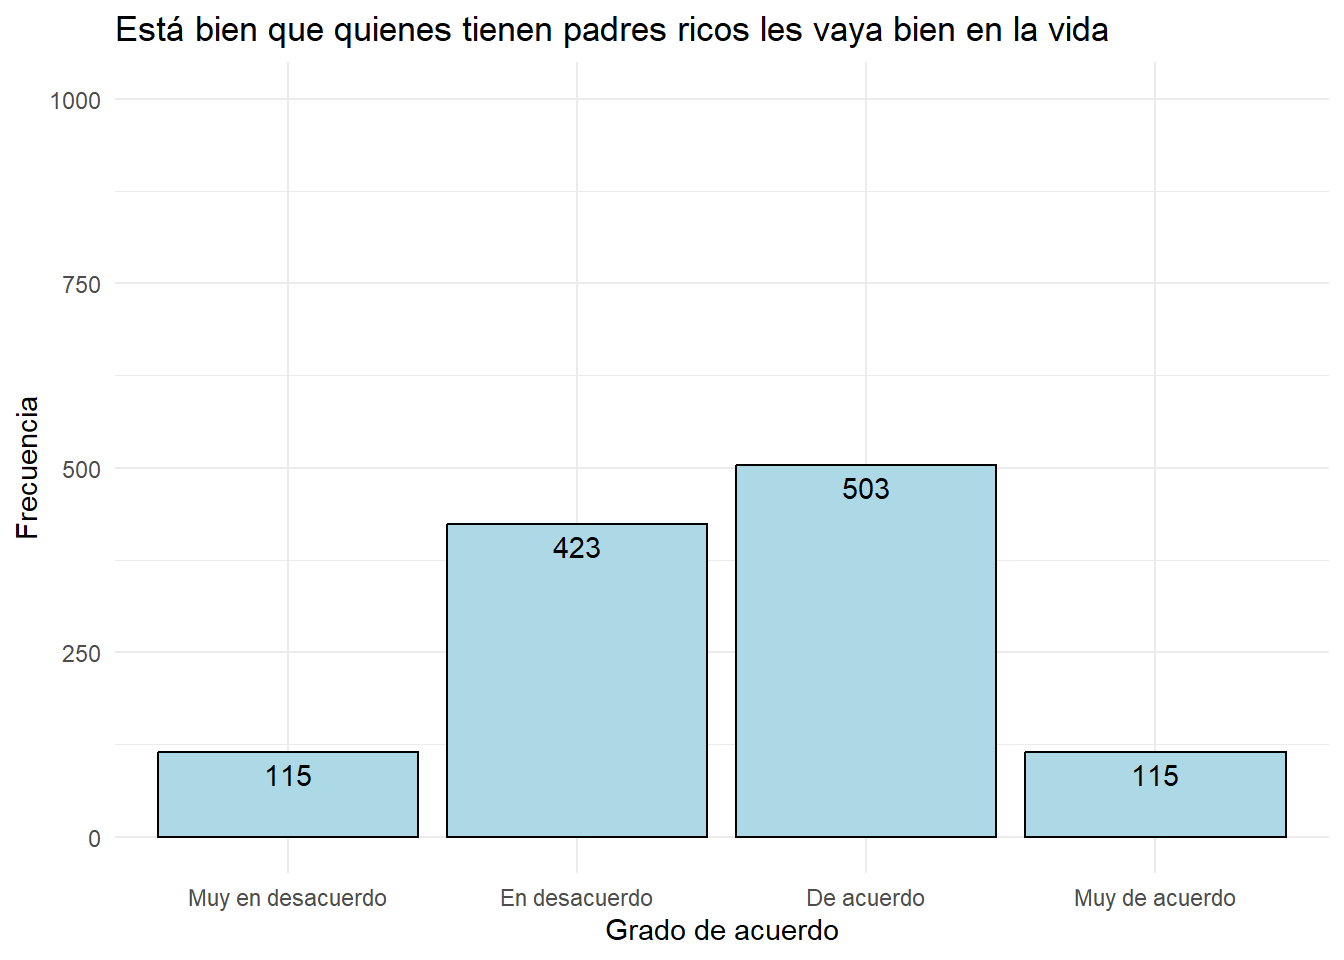 Está bien que quienes tienen padres ricos les vaya bien en la vida
1000
750
500
250
0
Frecuencia
115
423
503
115
Muy en desacuerdo
En desacuerdo
De acuerdo
Muy de acuerdo
Grado de acuerdo